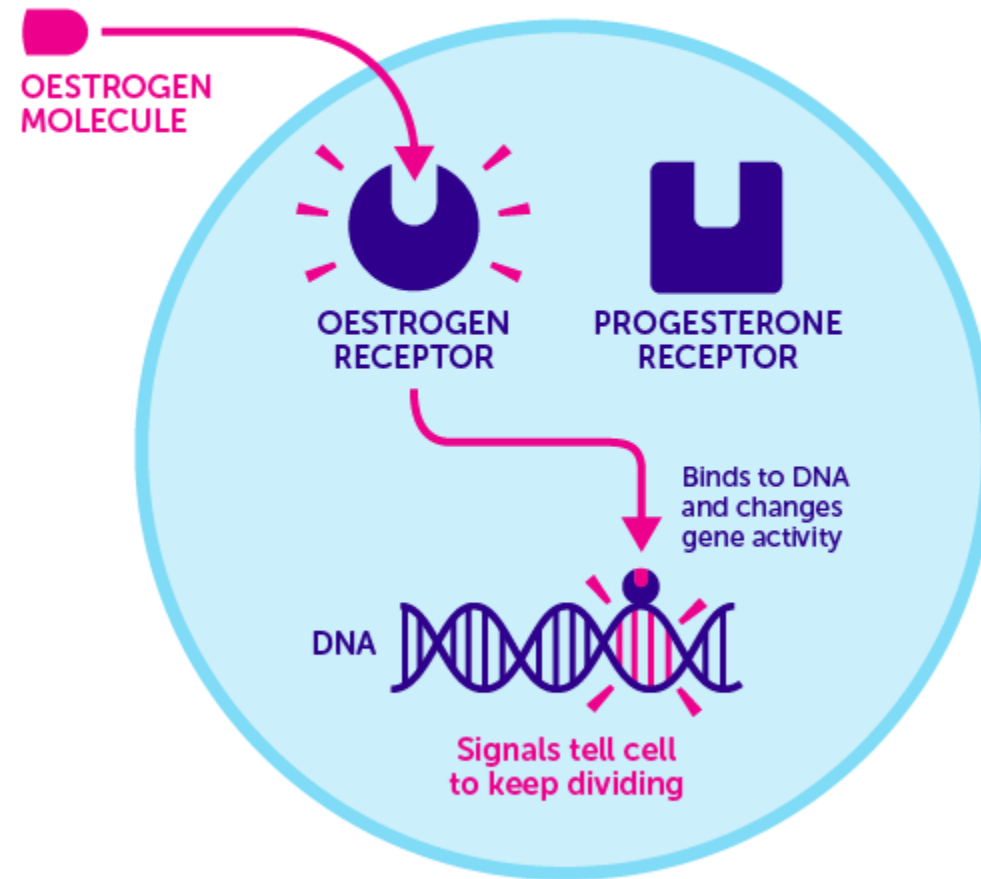 OESTROGEN
MOLECULE
OESTROGEN
RECEPTOR
PROGESTERONE
RECEPTOR
Binds to DNA
and changes
gene activity
DNA
Signals tell cell
to keep dividing